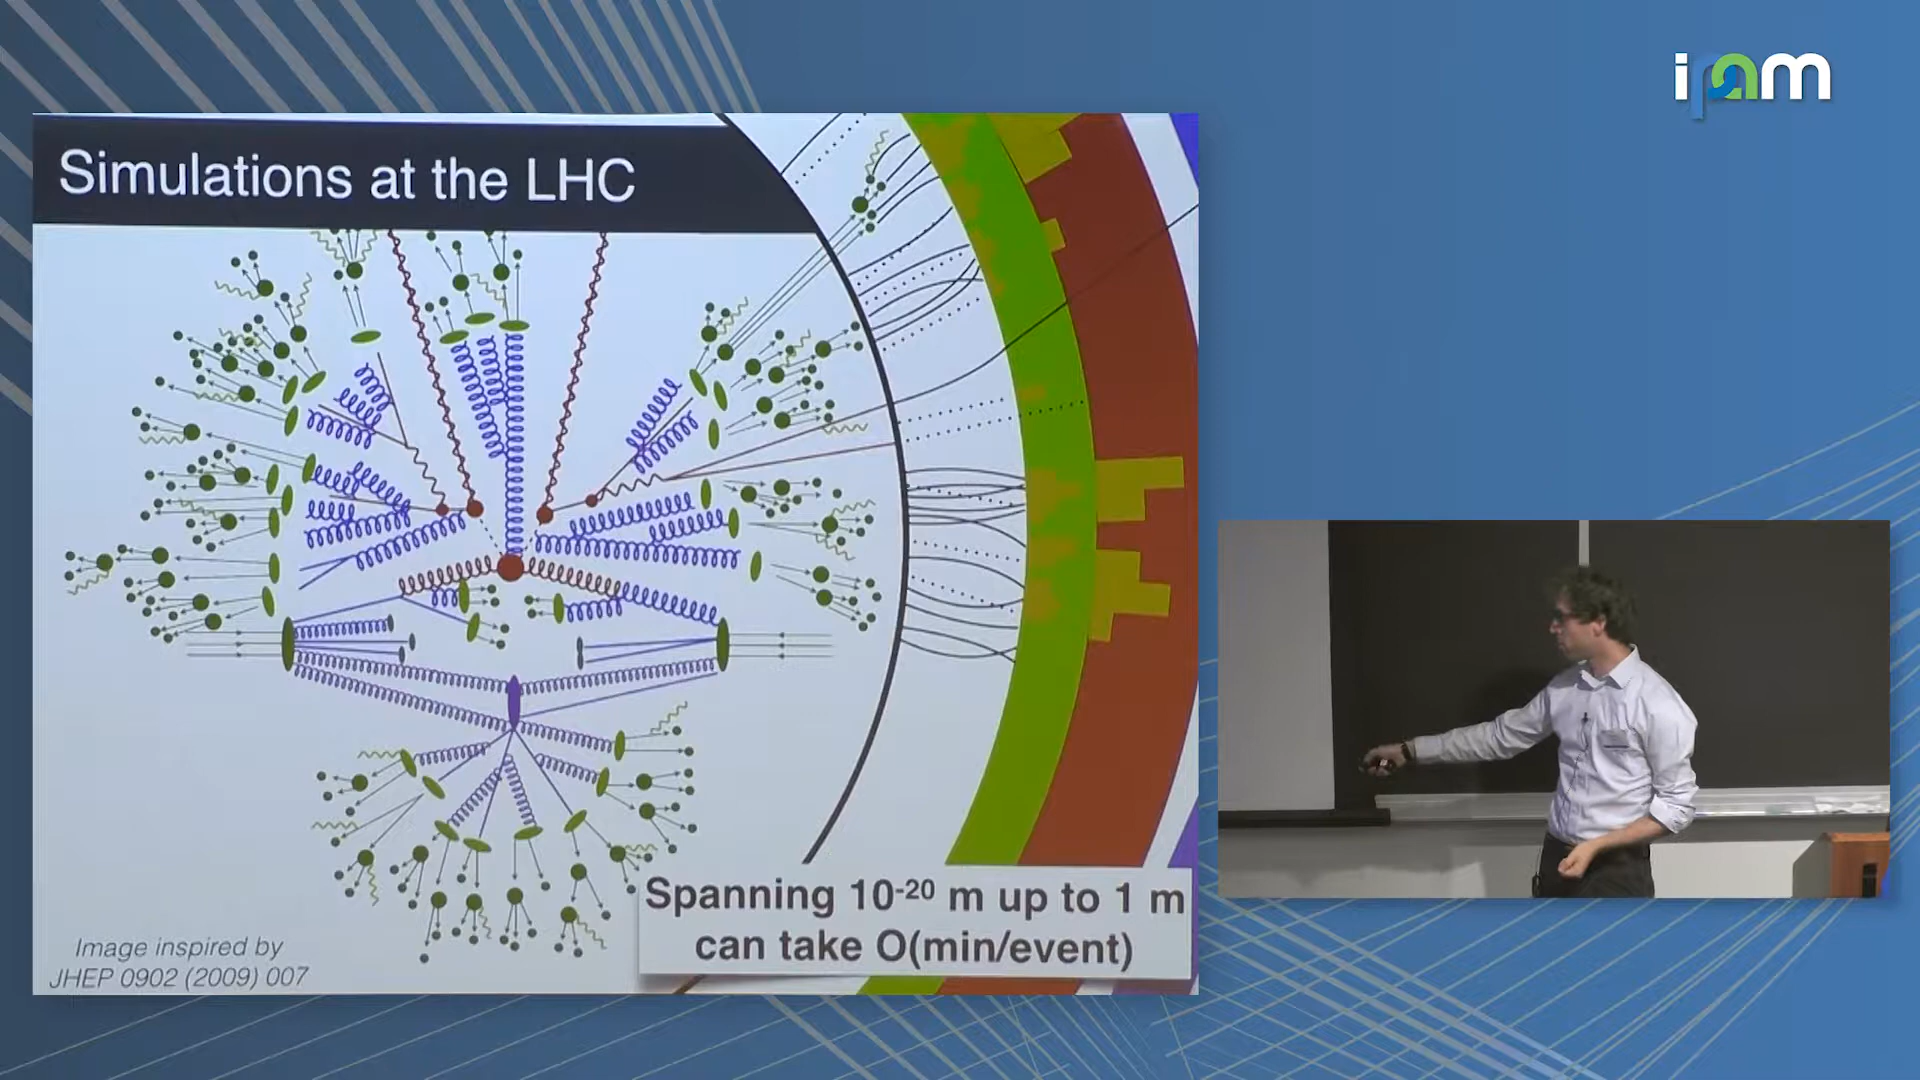 ipam
Simulations at the LHC
Spanning 10-20 m up to 1 m
can take O(min/event)
Image inspired by
JHEP 0902 (2009) 007